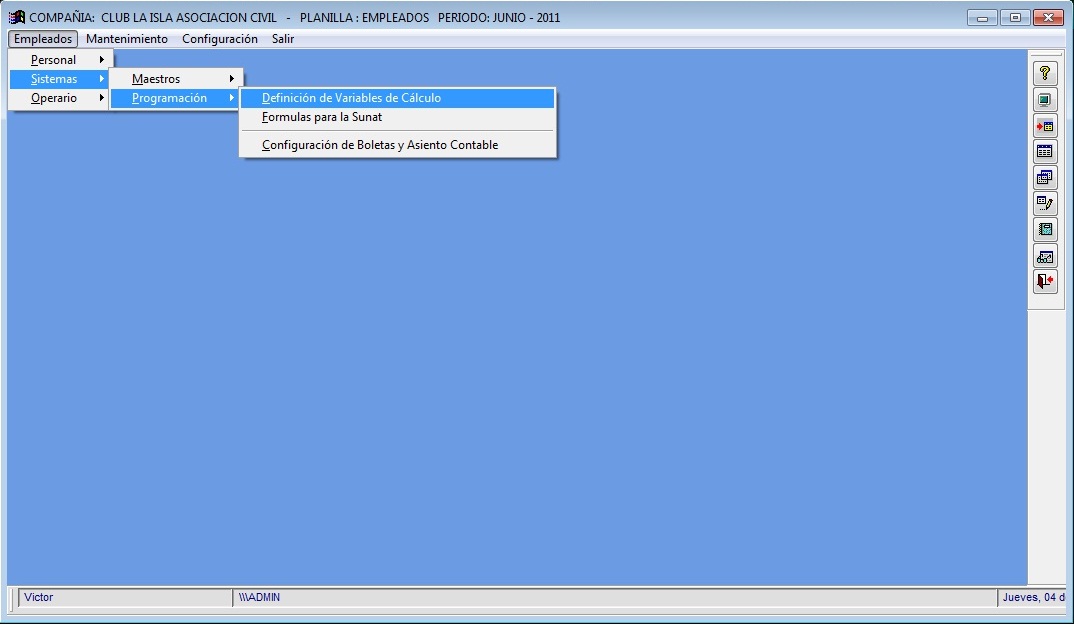 COMPAÑIA: CLUB LA ISLA ASOCIACION CIVIL - PLANILLA : EMPLEADOS PERIODO: JUNIO - 2011
Empleados Mantenimiento Configuración Salir
Personal
Sistemas
Operario
Maestros
Programación
Definición de Variables de Cálculo
Formulas para la Sunat
Configuración de Boletas y Asiento Contable
Victor
\\\ADMIN
Jueves, 04 d